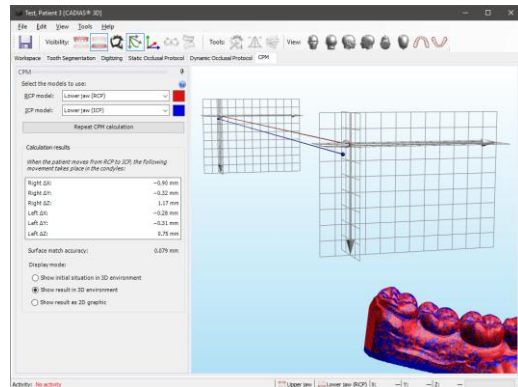 Test, Patient J (CADIAS® 3D)
File Edit View Tools Help
Visibility: Tools: View:
Workspace Tooth Segmentation Digitizing Static Occlusal Protocol Dynamic Occlusal Protocol CPM
CPM
Select the models to use:
RCP model: Lower jaw (RCP)
ICP model: Lower jaw (ICP)
Repeat CPM calculation
Calculation results
When the patient moves from RCP to ICP, the following
movement takes place in the condyles:
Right ΔX: −0.90 mm
Right ΔY: −0.32 mm
Right ΔZ: 1.17 mm
Left ΔX: −0.28 mm
Left ΔY: −0.31 mm
Left ΔZ: 0.75 mm
Surface match accuracy: 0.079 mm
Display mode:
Show initial situation in 3D environment
Show result in 3D environment
Show result as 2D graphic
Activity: No activity Upper jaw Lower jaw (RCP) X: — Y: — Z: —